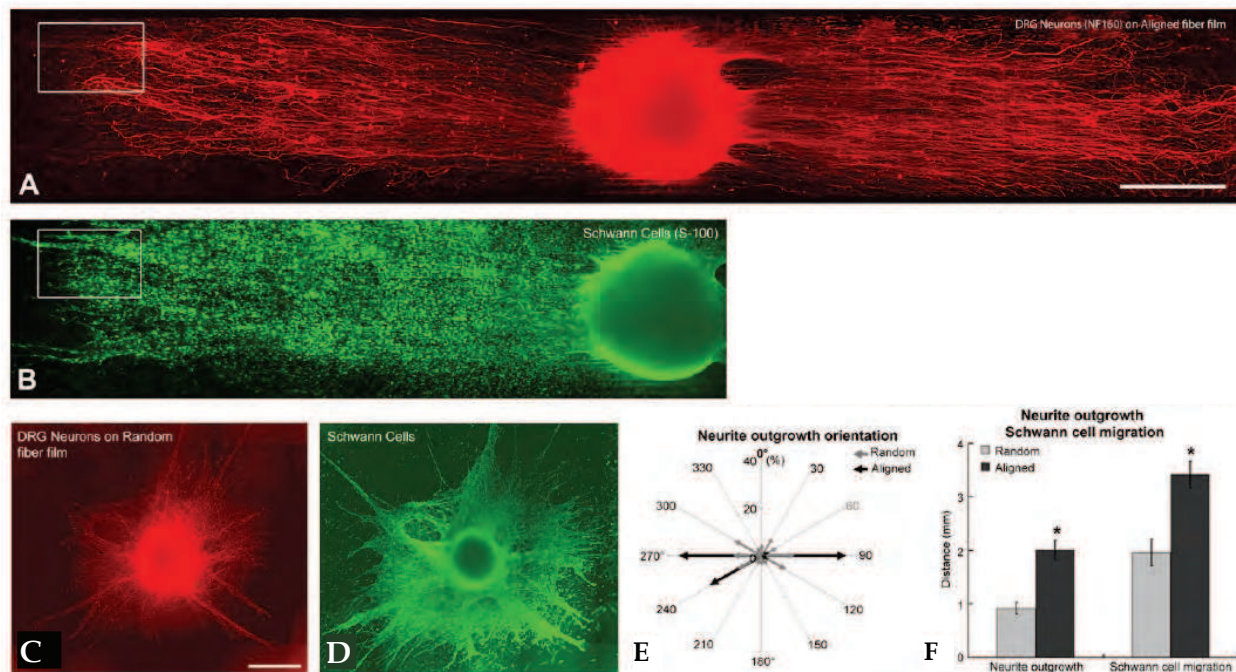 DRG Neurons (NF160) on Aligned fiber film
A
Schwann Cells (S-100)
B
DRG Neurons on Random
fiber film
C
Schwann Cells
D
Neurite outgrowth orientation
0°
40 (%)
Random
Aligned
330
30
20
300
60
270°
0
90
240
120
210
150
180°
E
Neurite outgrowth
Schwann cell migration
4
Random
Aligned
*
3
*
2
1
Distance (mm)
F
Neurite outgrowth
Schwann cell migration